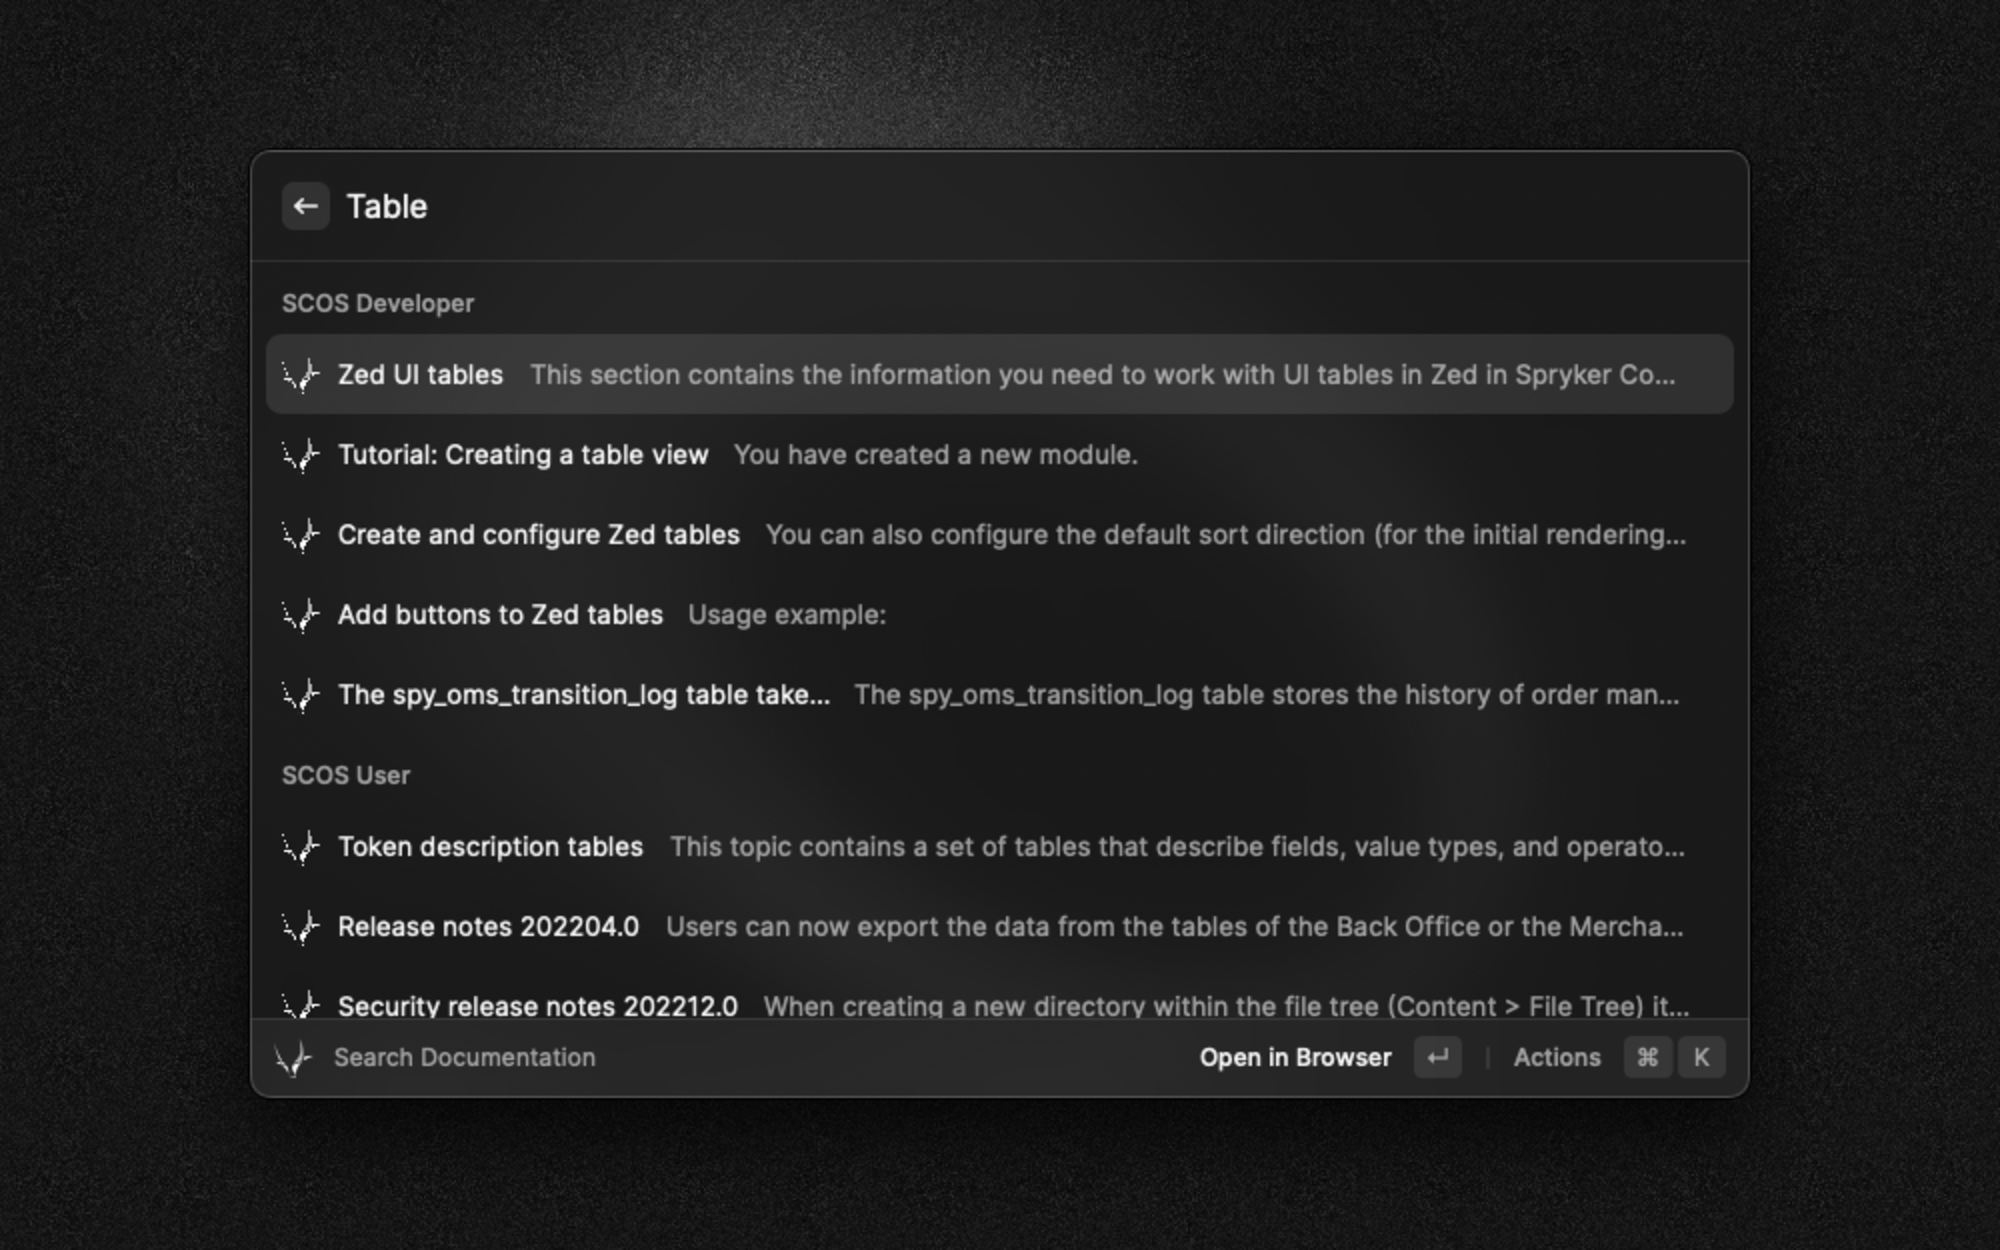 Table
SCOS Developer
Zed UI tables This section contains the information you need to work with UI tables in Zed in Spryker Co...
Tutorial: Creating a table view You have created a new module.
Create and configure Zed tables You can also configure the default sort direction (for the initial rendering...
Add buttons to Zed tables Usage example:
The spy_oms_transition_log table take... The spy_oms_transition_log table stores the history of order man...
SCOS User
Token description tables This topic contains a set of tables that describe fields, value types, and operato...
Release notes 202204.0 Users can now export the data from the tables of the Back Office or the Mercha...
Security release notes 202212.0 When creating a new directory within the file tree (Content > File Tree) it...
Search Documentation Open in Browser ↵ Actions ⌘ K